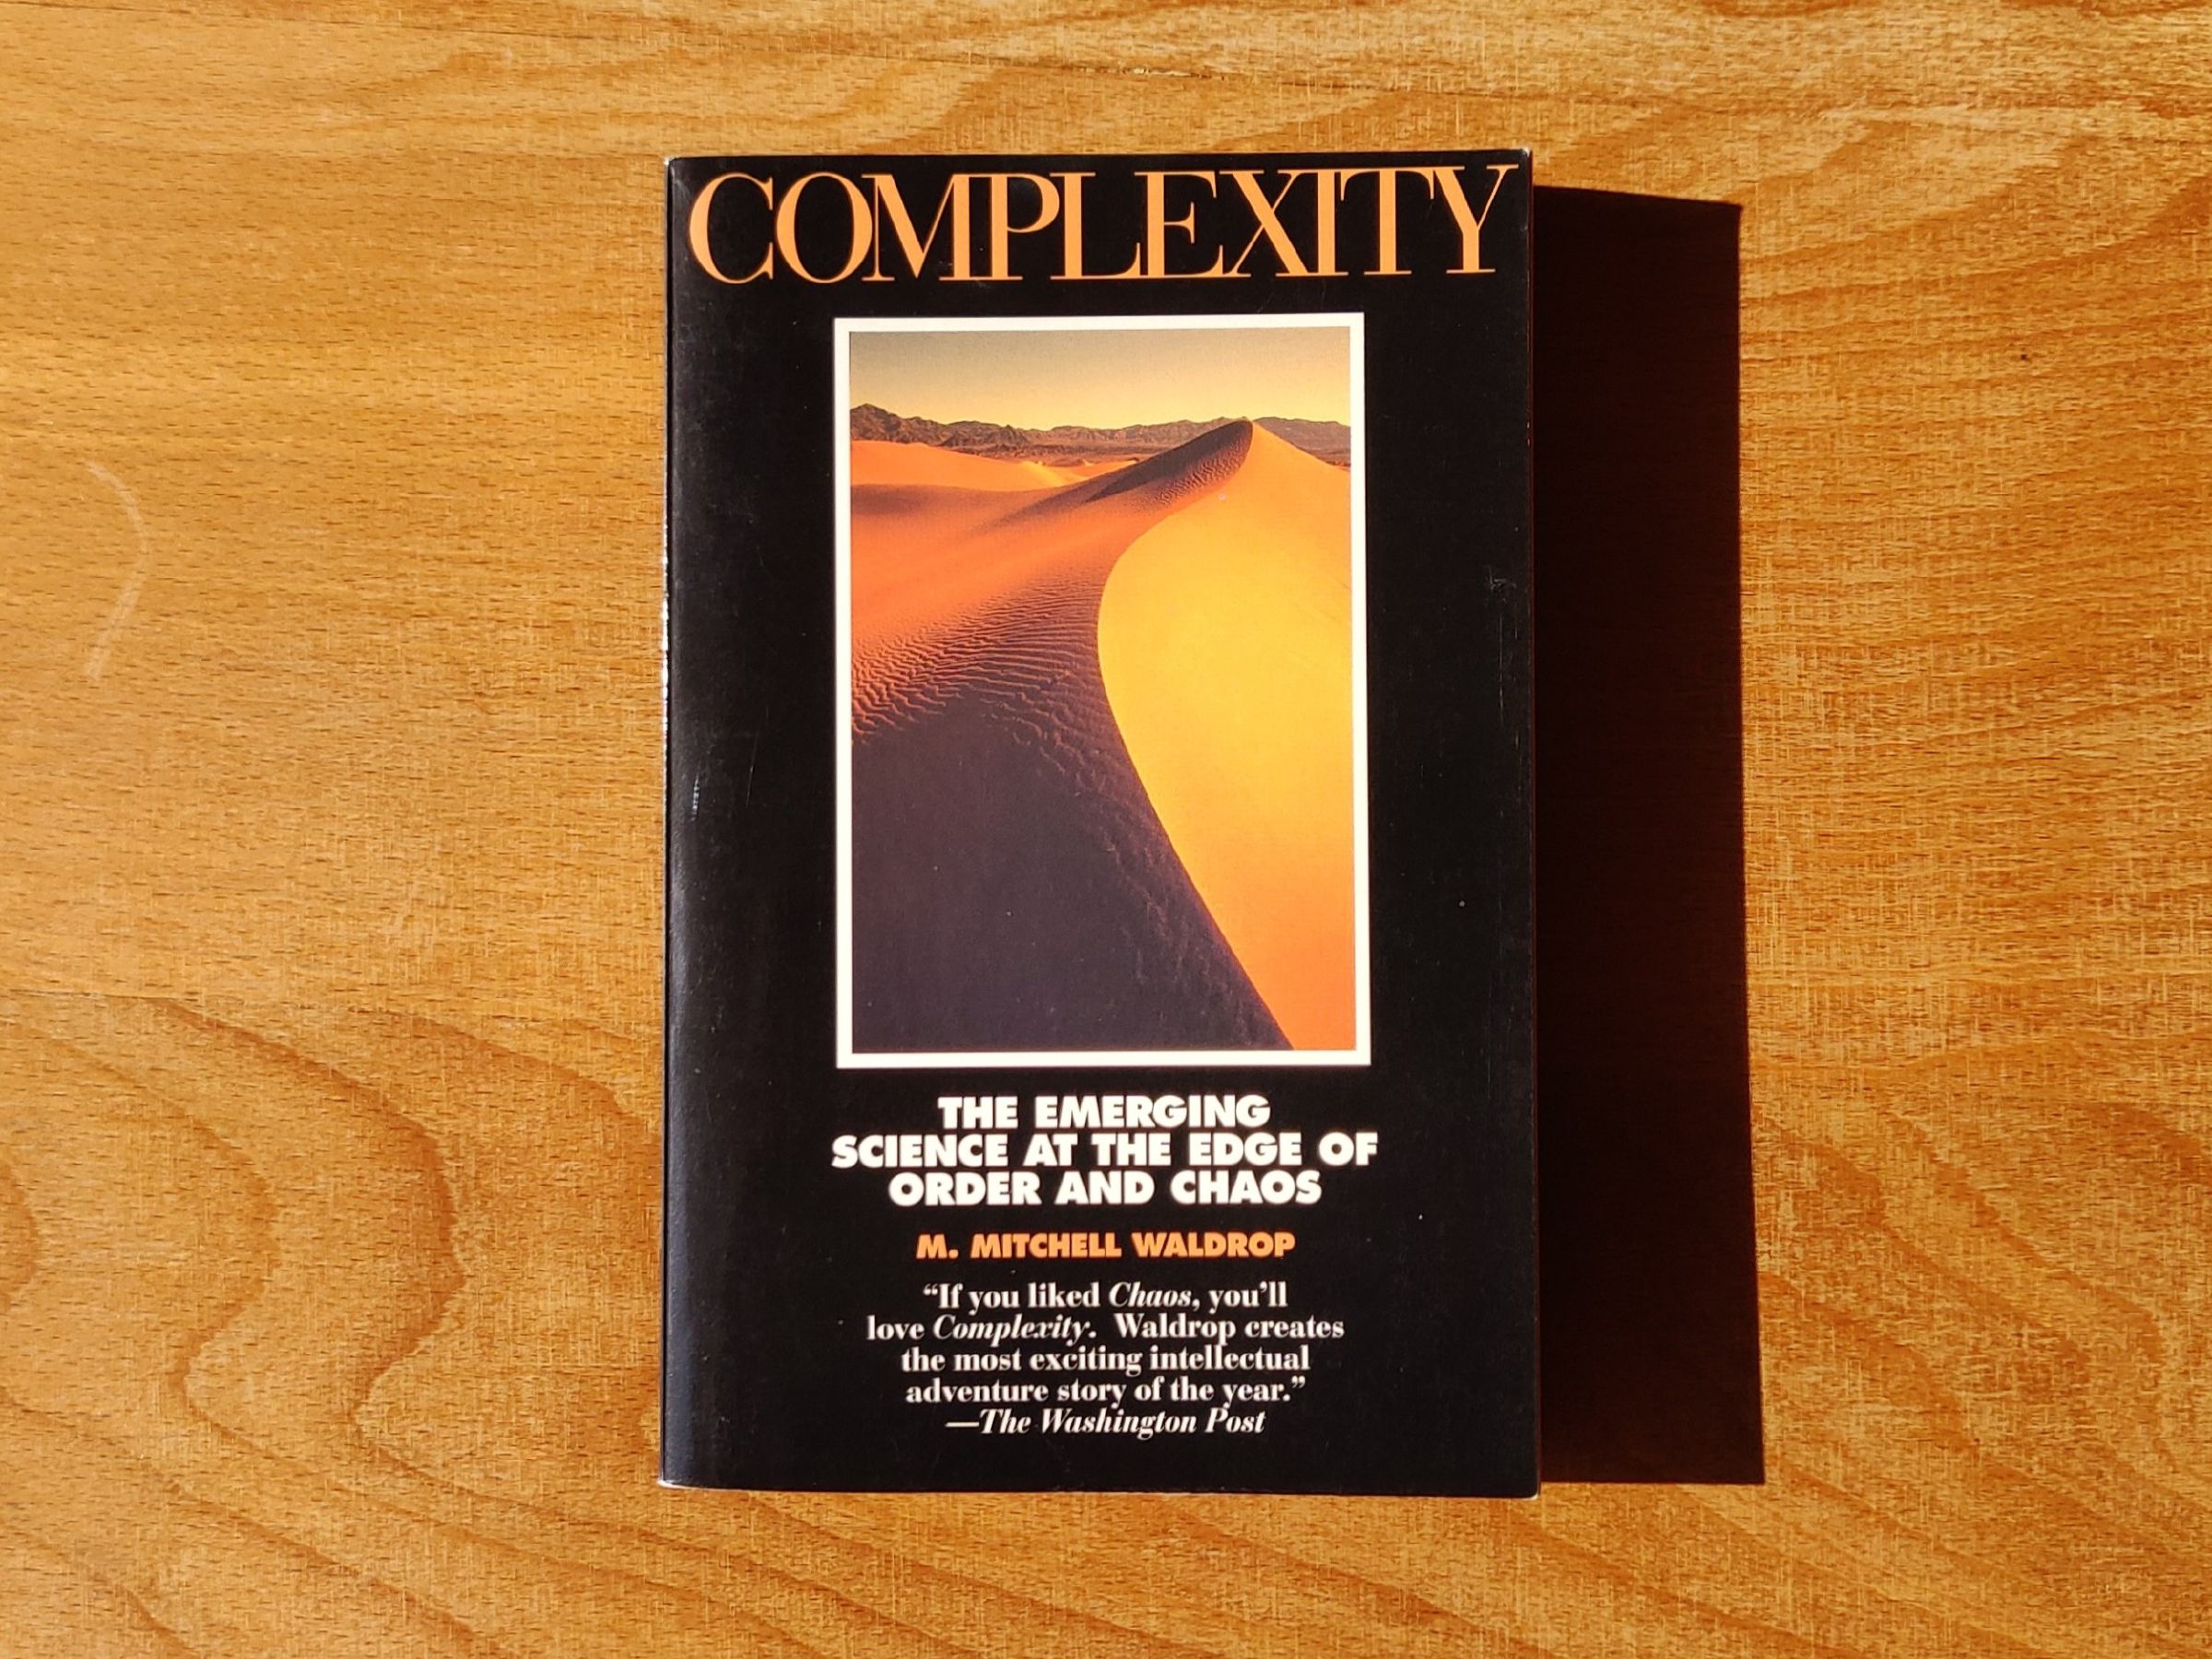 COMPLEXITY
THE EMERGING
SCIENCE AT THE EDGE OF
ORDER AND CHAOS
M. MITCHELL WALDROP
“If you liked Chaos, you’ll
love Complexity. Waldrop creates
the most exciting intellectual
adventure story of the year.”
—The Washington Post